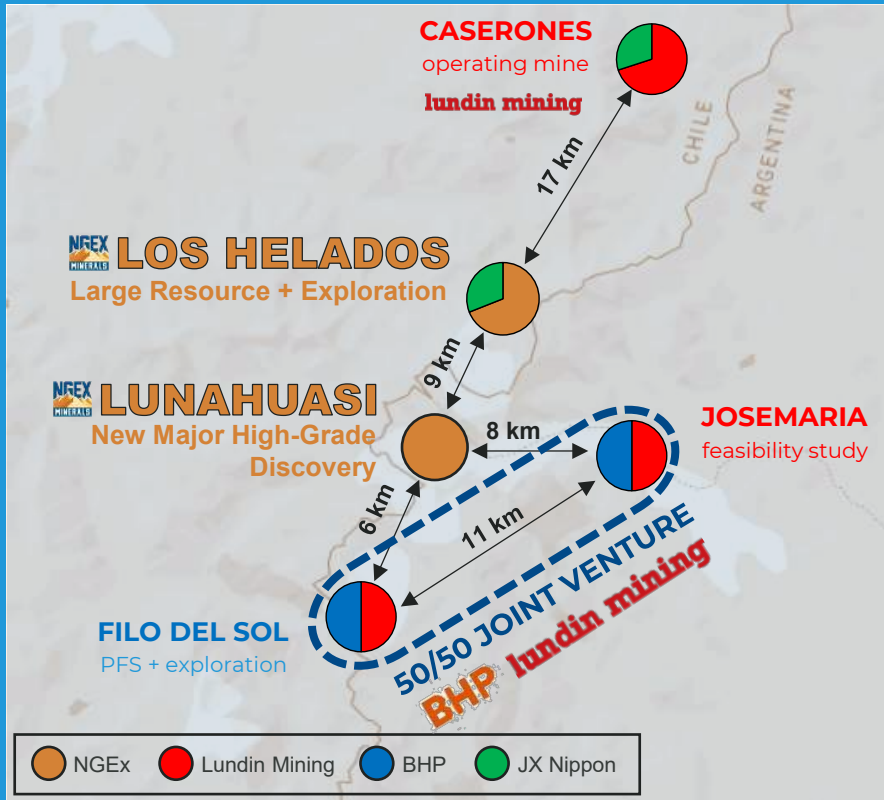 CASERONES
operating mine
lundin mining
CHILE
ARGENTINA
17 km
NGEX
MINERALS
LOS HELADOS
Large Resource + Exploration
9 km
NGEX
MINERALS
LUNAHUASI
New Major High-Grade
Discovery
8 km
JOSEMARIA
feasibility study
6 km
11 km
50/50 JOINT VENTURE
BHP lundin mining
FILO DEL SOL
PFS + exploration
NGEx Lundin Mining BHP JX Nippon